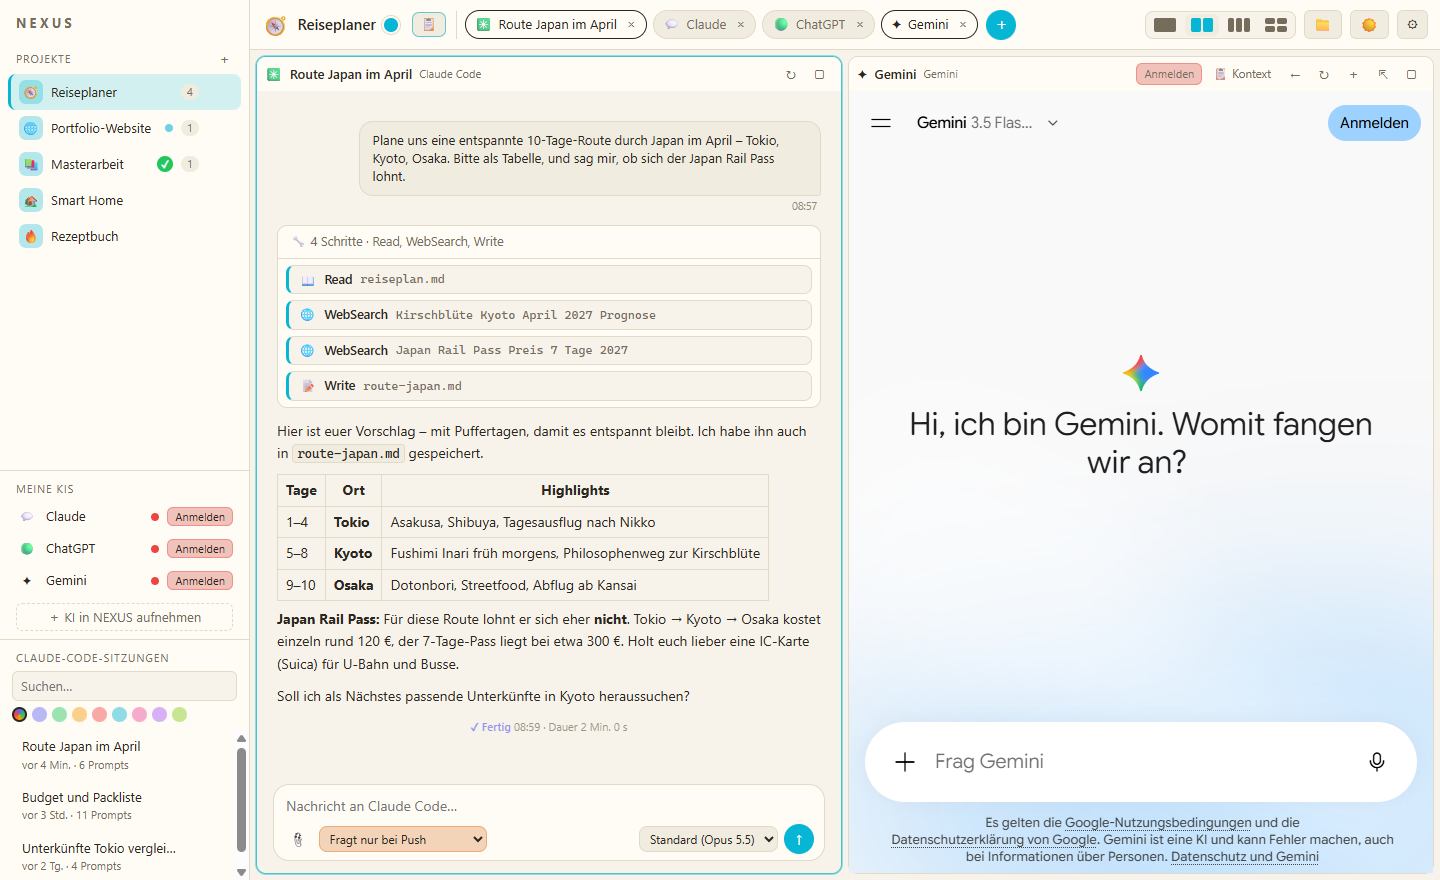 NEXUS
PROJEKTE +
Reiseplaner 4
Portfolio-Website 1
Masterarbeit 1
Smart Home
Rezeptbuch
MEINE KIS
Claude Anmelden
ChatGPT Anmelden
Gemini Anmelden
+ KI in NEXUS aufnehmen
CLAUDE-CODE-SITZUNGEN
Suchen...
Route Japan im April
vor 4 Min. · 6 Prompts
Budget und Packliste
vor 3 Std. · 11 Prompts
Unterkünfte Tokio verglei...
vor 2 Tg. · 4 Prompts
Reiseplaner
Route Japan im April ×
Claude ×
ChatGPT ×
Gemini ×
+
Route Japan im April Claude Code
Plane uns eine entspannte 10-Tage-Route durch Japan im April – Tokio,
Kyoto, Osaka. Bitte als Tabelle, und sag mir, ob sich der Japan Rail Pass
lohnt.
08:57
4 Schritte · Read, WebSearch, Write
Read reiseplan.md
WebSearch Kirschblüte Kyoto April 2027 Prognose
WebSearch Japan Rail Pass Preis 7 Tage 2027
Write route-japan.md
Hier ist euer Vorschlag – mit Puffertagen, damit es entspannt bleibt. Ich habe ihn auch
in route-japan.md gespeichert.
Tage Ort Highlights
1–4 Tokio Asakusa, Shibuya, Tagesausflug nach Nikko
5–8 Kyoto Fushimi Inari früh morgens, Philosophenweg zur Kirschblüte
9–10 Osaka Dotonbori, Streetfood, Abflug ab Kansai
Japan Rail Pass: Für diese Route lohnt er sich eher nicht. Tokio → Kyoto → Osaka kostet
einzeln rund 120 €, der 7-Tage-Pass liegt bei etwa 300 €. Holt euch lieber eine IC-Karte
(Suica) für U-Bahn und Busse.
Soll ich als Nächstes passende Unterkünfte in Kyoto heraussuchen?
✓ Fertig 08:59 · Dauer 2 Min. 0 s
Nachricht an Claude Code...
Fragt nur bei Push
Standard (Opus 5.5)
Gemini Gemini
Anmelden
Kontext
Gemini 3.5 Flas...
Anmelden
Hi, ich bin Gemini. Womit fangen
wir an?
Frag Gemini
Es gelten die Google-Nutzungsbedingungen und die
Datenschutzerklärung von Google. Gemini ist eine KI und kann Fehler machen, auch
bei Informationen über Personen. Datenschutz und Gemini